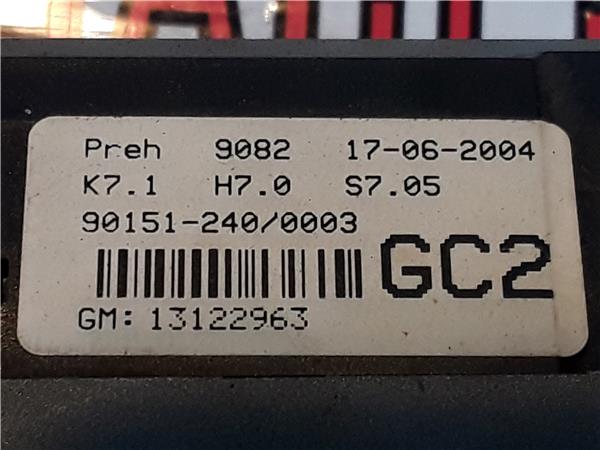 Preh 9082 17-06-2004
K7.1 H7.0 S7.05
90151-240/0003
GC2
GM: 13122963